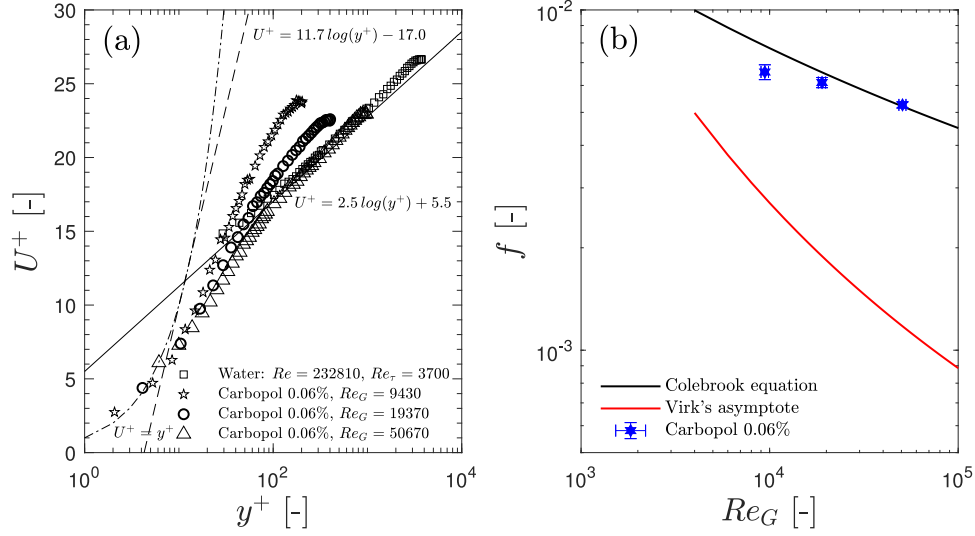 (a)
U⁺ = 11.7 log(y⁺) − 17.0
U⁺ = 2.5 log(y⁺) + 5.5
U⁺ = y⁺
Water: Re = 232810, Re_τ = 3700
Carbopol 0.06%, Re_G = 9430
Carbopol 0.06%, Re_G = 19370
Carbopol 0.06%, Re_G = 50670
30
25
20
15
10
5
0
U⁺ [-]
10⁰
10²
10⁴
y⁺ [-]
(b)
10⁻²
10⁻³
f [-]
Colebrook equation
Virk's asymptote
Carbopol 0.06%
10³
10⁴
10⁵
Re_G [-]